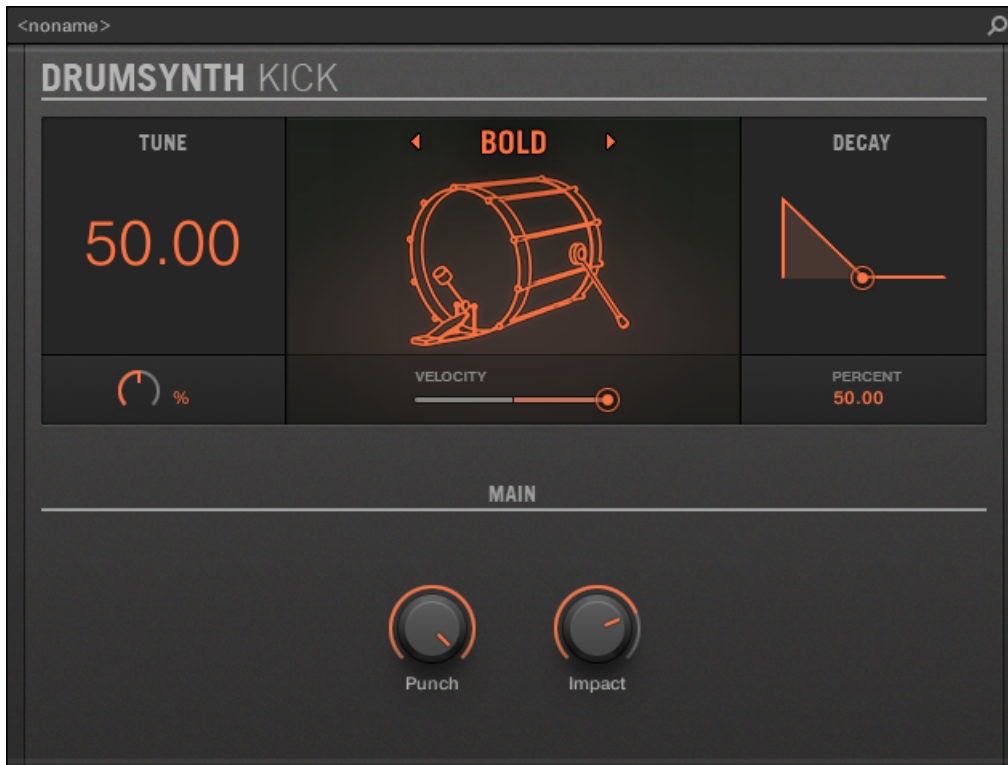 <noname>
DRUMSYNTH KICK
TUNE
BOLD
DECAY
50.00
%
VELOCITY
PERCENT
50.00
MAIN
Punch
Impact